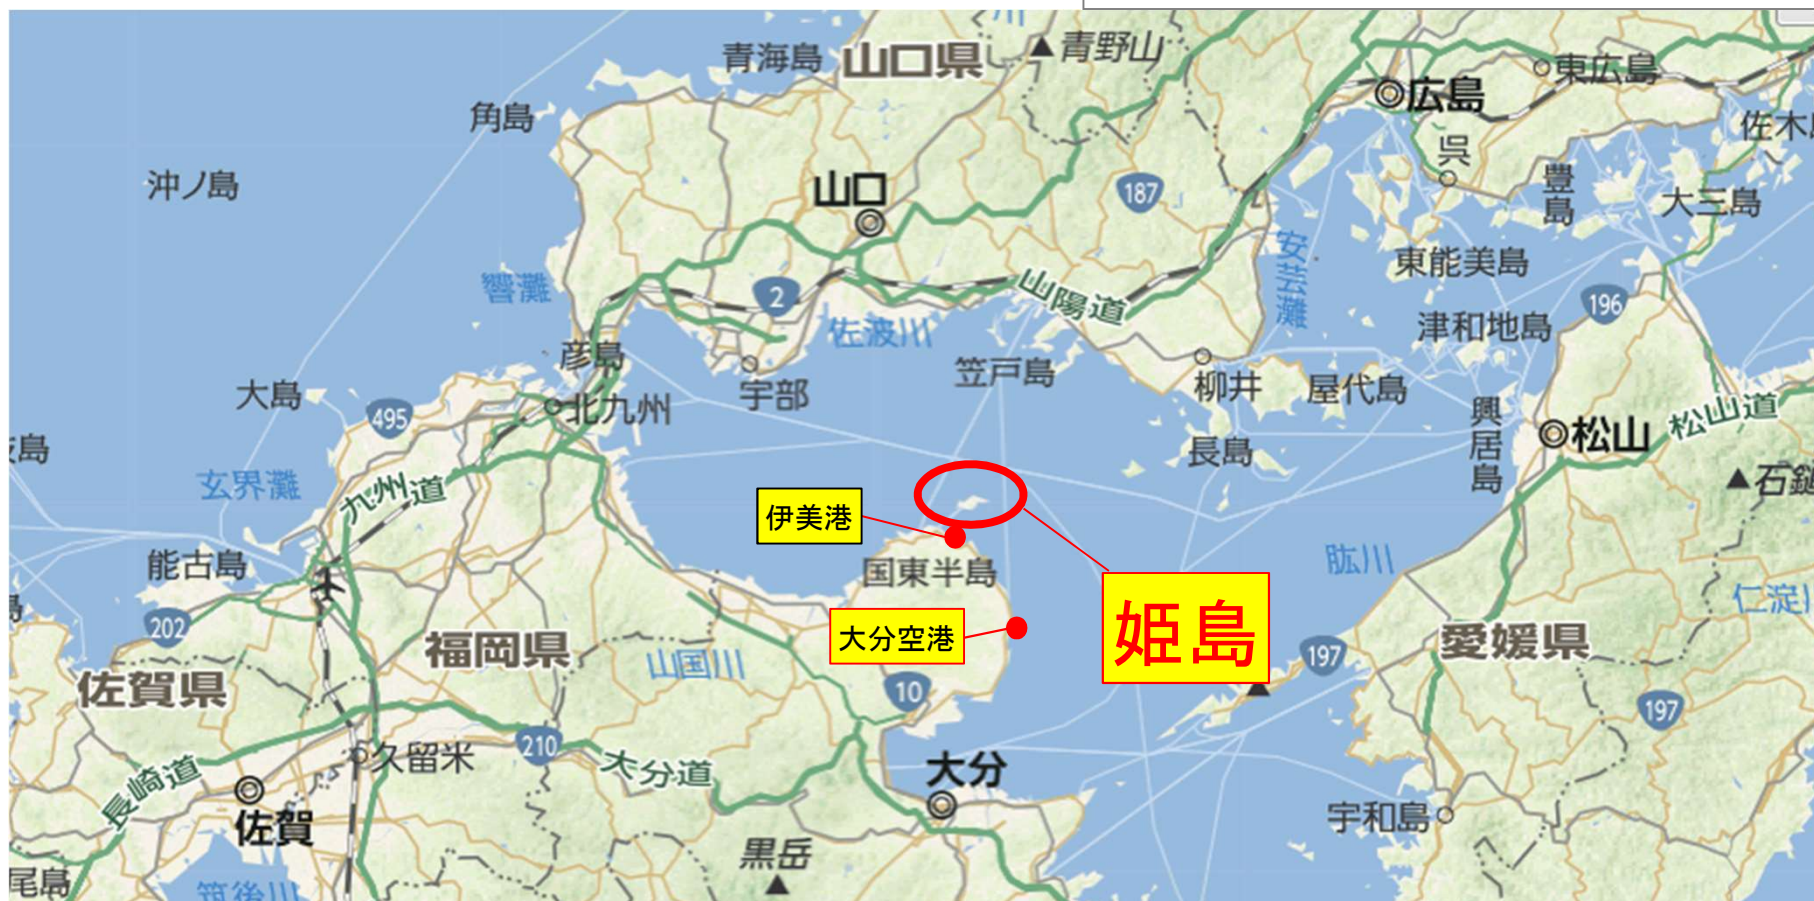 青海島
山口県
青野山
広島
東広島
角島
呉
沖ノ島
山口
187
豊島
大三島
安芸灘
東能美島
響灘
2
山陽道
196
佐波川
津和地島
彦島
笠戸島
大島
宇部
柳井
屋代島
495
北九州
興居島
松山
松山道
長島
玄界灘
九州道
伊美港
能古島
国東半島
肱川
202
大分空港
姫島
福岡県
山国川
197
愛媛県
佐賀県
10
197
210
久留米
大分道
長崎道
大分
佐賀
宇和島
黒岳
尾島
筑後川